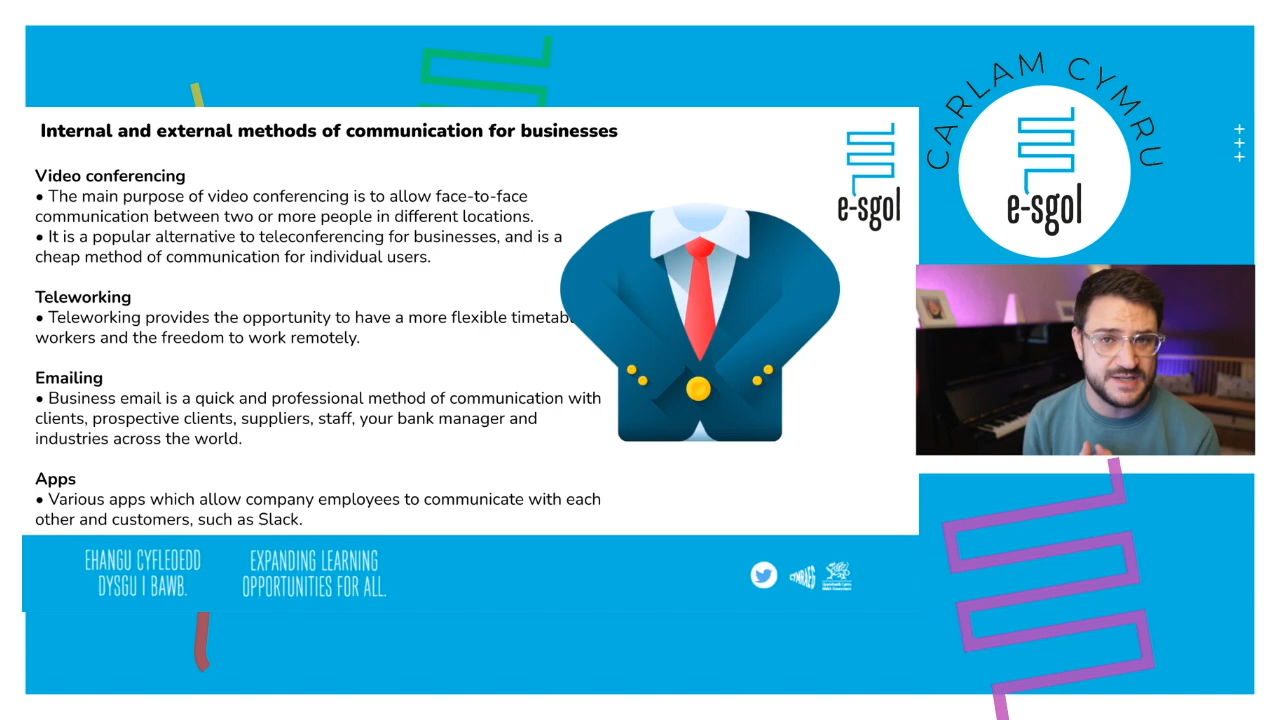 CARLAM CYMRU
e-sgol
Internal and external methods of communication for businesses
e-sgol
Video conferencing
• The main purpose of video conferencing is to allow face-to-face
communication between two or more people in different locations.
• It is a popular alternative to teleconferencing for businesses, and is a
cheap method of communication for individual users.
Teleworking
• Teleworking provides the opportunity to have a more flexible
workers and the freedom to work remotely.
Emailing
• Business email is a quick and professional method of communication with
clients, prospective clients, suppliers, staff, your bank manager and
industries across the world.
Apps
• Various apps which allow company employees to communicate with each
other and customers, such as Slack.
EHANGU CYFLEOEDD
DYSGU I BAWB.
EXPANDING LEARNING
OPPORTUNITIES FOR ALL.
CYMRAEG